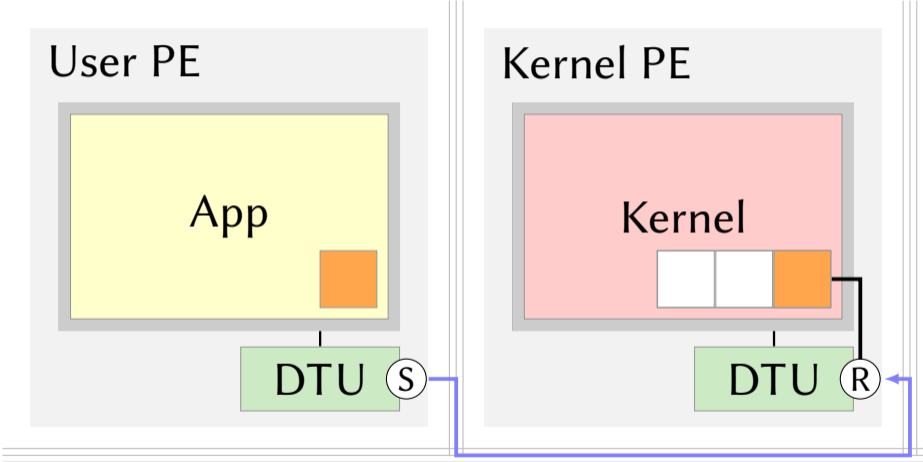 User PE
App
DTU
S
Kernel PE
Kernel
DTU
R